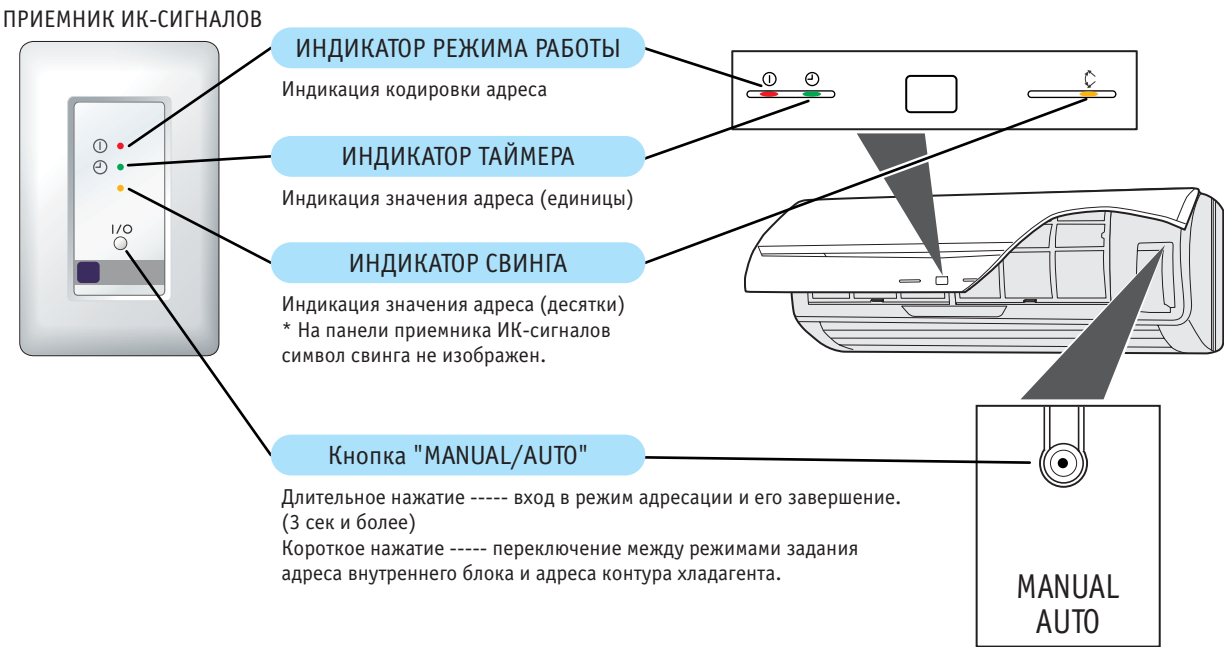 ПРИЕМНИК ИК-СИГНАЛОВ
ИНДИКАТОР РЕЖИМА РАБОТЫ
Индикация кодировки адреса
ИНДИКАТОР ТАЙМЕРА
Индикация значения адреса (единицы)
I/O
ИНДИКАТОР СВИНГА
Индикация значения адреса (десятки)
* На панели приемника ИК-сигналов
символ свинга не изображен.
Кнопка "MANUAL/AUTO"
Длительное нажатие ----- вход в режим адресации и его завершение.
(3 сек и более)
Короткое нажатие ----- переключение между режимами задания
адреса внутреннего блока и адреса контура хладагента.
MANUAL
AUTO